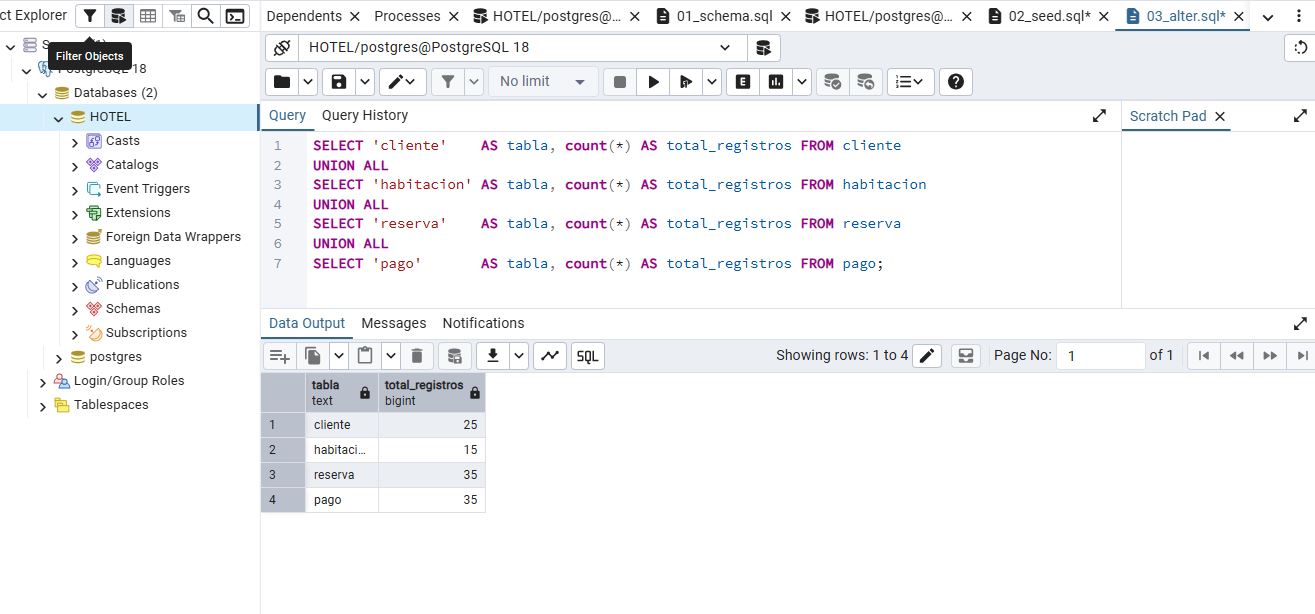 ct Explorer
Dependents
Processes
HOTEL/postgres@...
01_schema.sql
HOTEL/postgres@...
02_seed.sql*
03_alter.sql*
Filter Objects
PostgreSQL 18
Databases (2)
HOTEL
Casts
Catalogs
Event Triggers
Extensions
Foreign Data Wrappers
Languages
Publications
Schemas
Subscriptions
postgres
Login/Group Roles
Tablespaces
HOTEL/postgres@PostgreSQL 18
No limit
E
Query
Query History
Scratch Pad
1 SELECT 'cliente' AS tabla, count(*) AS total_registros FROM cliente
2 UNION ALL
3 SELECT 'habitacion' AS tabla, count(*) AS total_registros FROM habitacion
4 UNION ALL
5 SELECT 'reserva' AS tabla, count(*) AS total_registros FROM reserva
6 UNION ALL
7 SELECT 'pago' AS tabla, count(*) AS total_registros FROM pago;
Data Output
Messages
Notifications
SQL
Showing rows: 1 to 4
Page No: 1 of 1
tabla total_registros
text bigint
1 cliente 25
2 habitaci... 15
3 reserva 35
4 pago 35